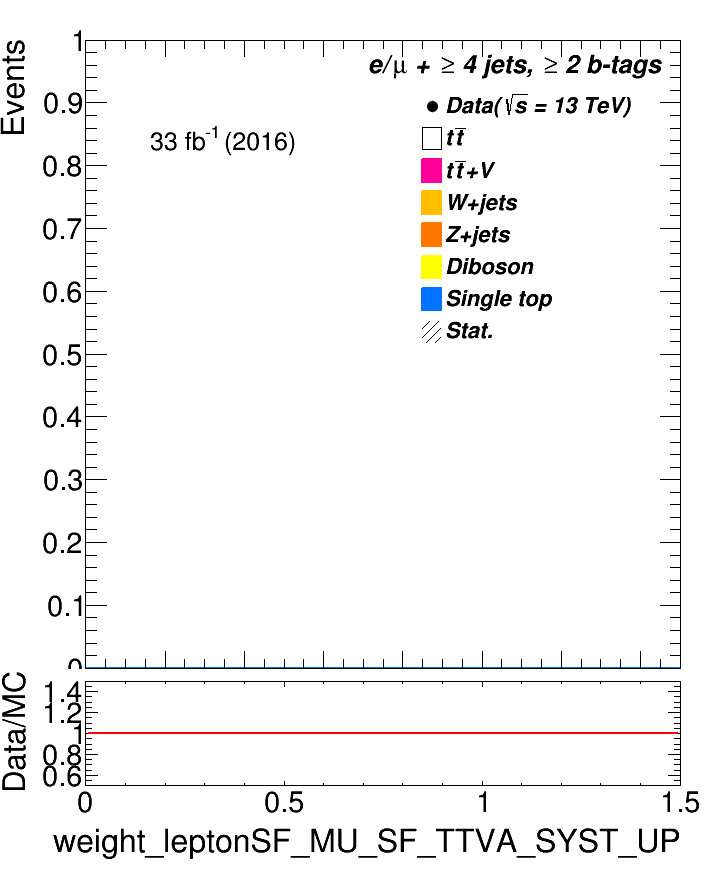 Events
1
0.9
0.8
0.7
0.6
0.5
0.4
0.3
0.2
0.1
0
e/μ + ≥ 4 jets, ≥ 2 b-tags
33 fb⁻¹ (2016)
Data(√s = 13 TeV)
tt̅
tt̅+V
W+jets
Z+jets
Diboson
Single top
Stat.
Data/MC
1.4
1.2
1
0.8
0.6
0 0.5 1 1.5
weight_leptonSF_MU_SF_TTVA_SYST_UP